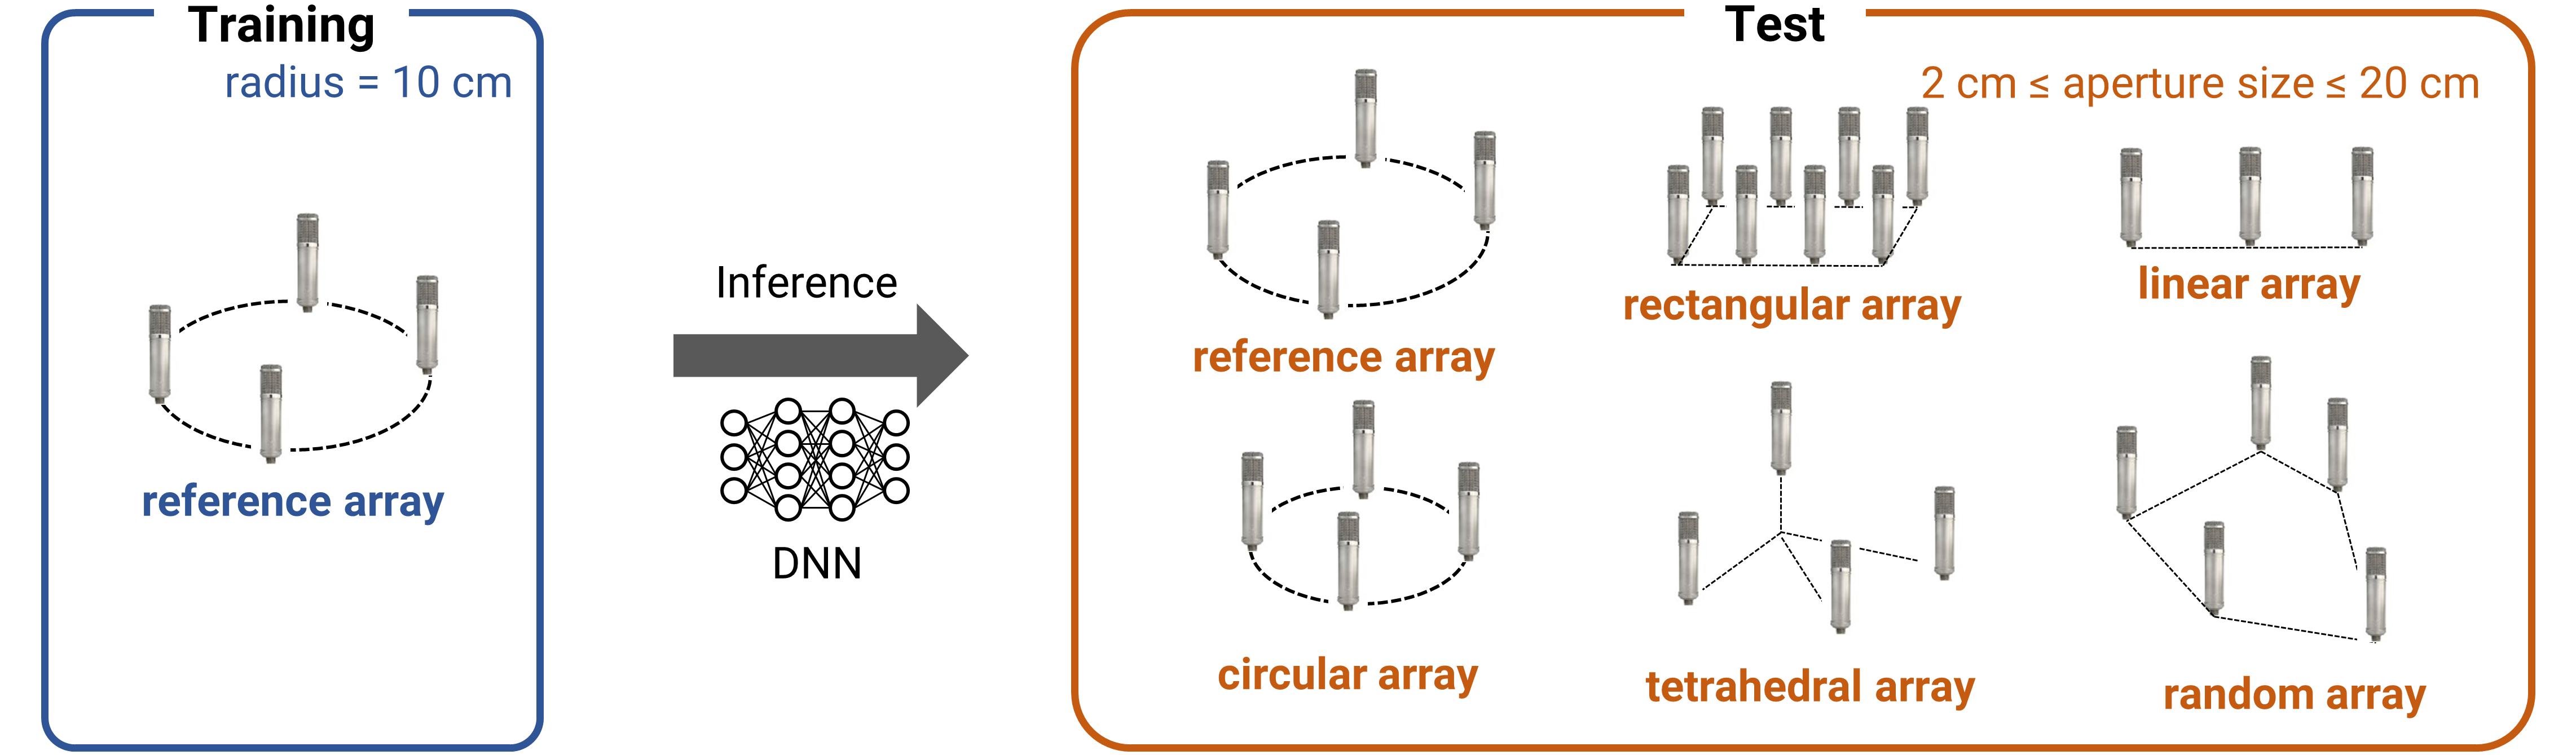 Training
radius = 10 cm
reference array
Inference
DNN
Test
2 cm ≤ aperture size ≤ 20 cm
reference array
rectangular array
linear array
circular array
tetrahedral array
random array